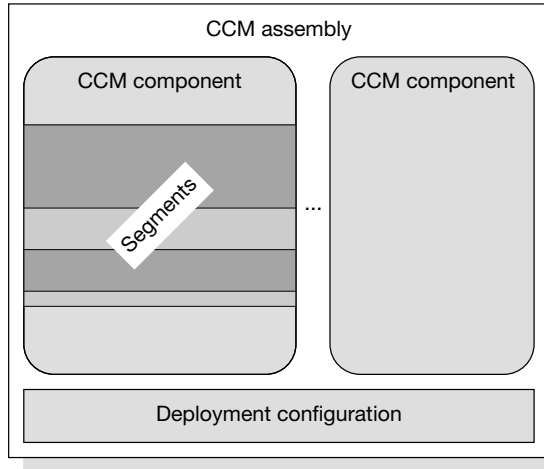 CCM assembly
CCM component
CCM component
Segments
...
Deployment configuration